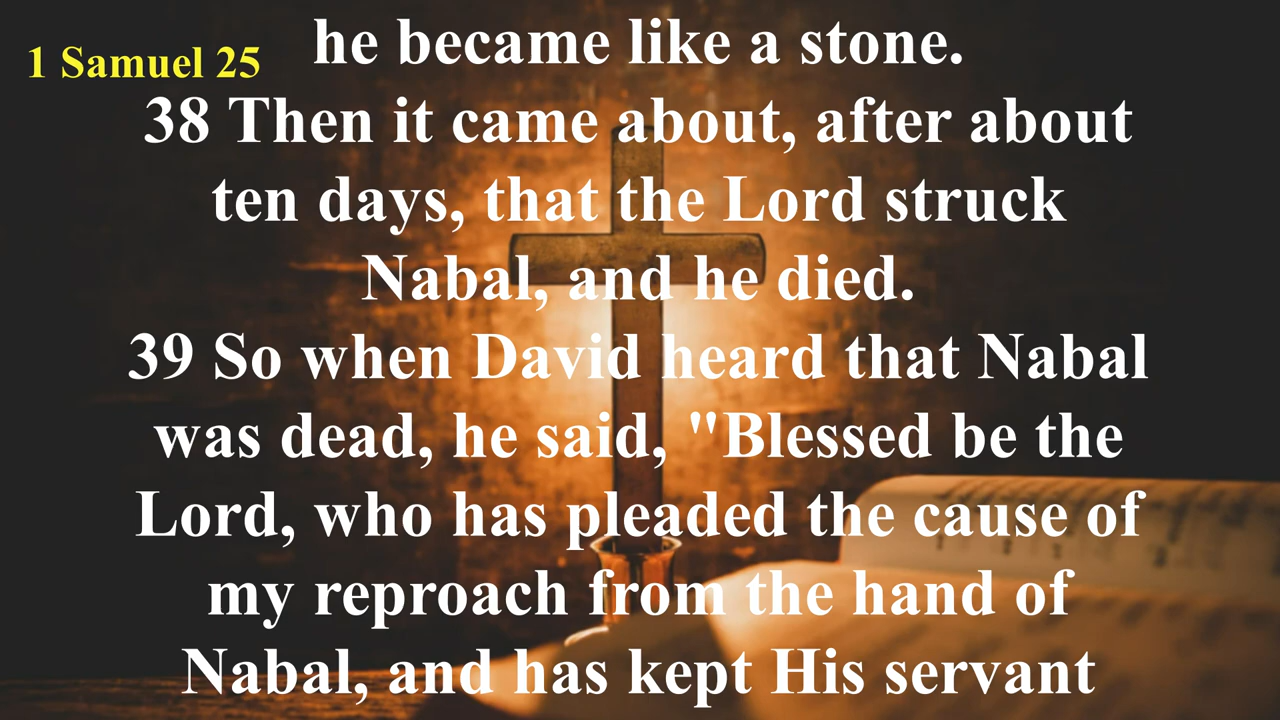 1 Samuel 25
he became like a stone.
38 Then it came about, after about
ten days, that the Lord struck
Nabal, and he died.
39 So when David heard that Nabal
was dead, he said, "Blessed be the
Lord, who has pleaded the cause of
my reproach from the hand of
Nabal, and has kept His servant